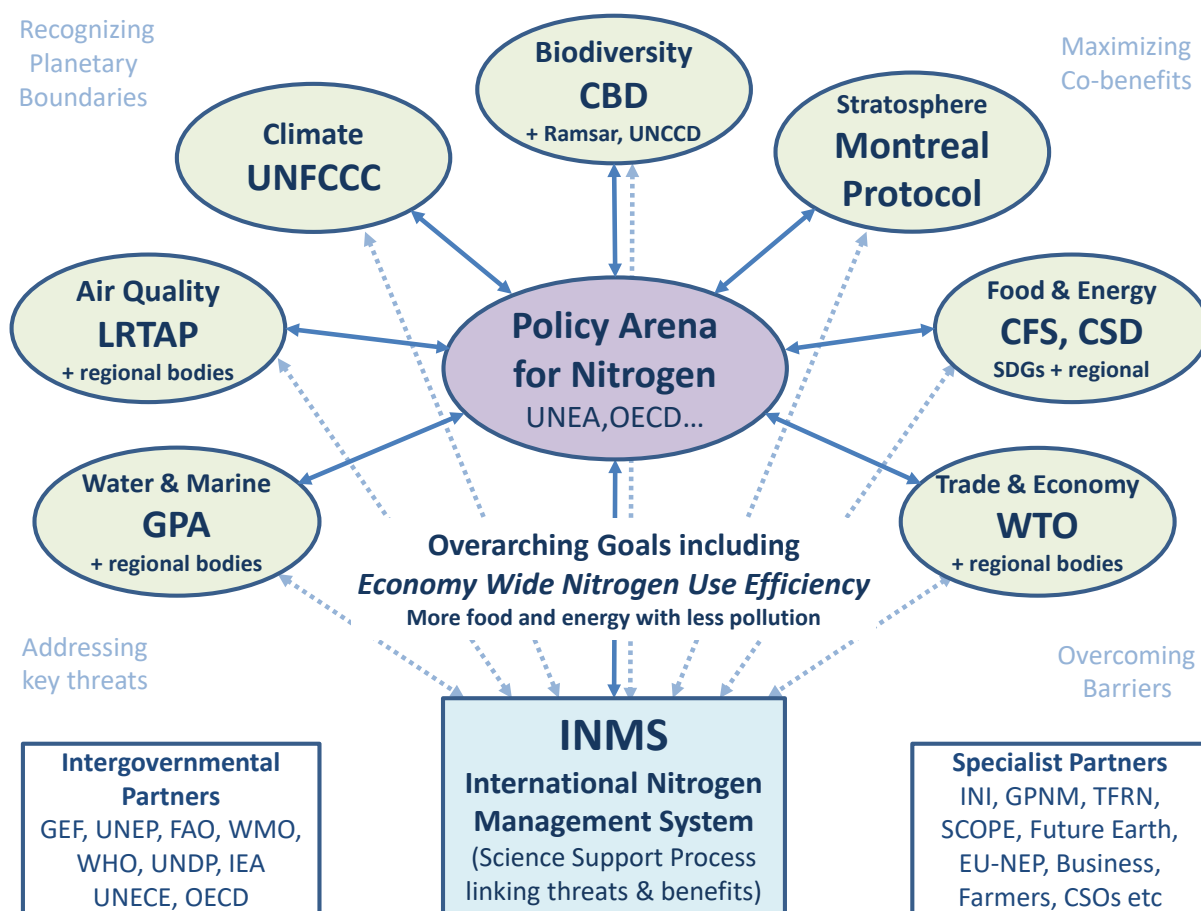 Recognizing
Planetary
Boundaries
Biodiversity
CBD
+ Ramsar, UNCCD
Maximizing
Co-benefits
Climate
UNFCCC
Stratosphere
Montreal
Protocol
Air Quality
LRTAP
+ regional bodies
Policy Arena
for Nitrogen
UNEA,OECD...
Food & Energy
CFS, CSD
SDGs + regional
Water & Marine
GPA
+ regional bodies
Trade & Economy
WTO
+ regional bodies
Overarching Goals including
Economy Wide Nitrogen Use Efficiency
More food and energy with less pollution
Addressing
key threats
Overcoming
Barriers
Intergovernmental
Partners
GEF, UNEP, FAO, WMO,
WHO, UNDP, IEA
UNECE, OECD
INMS
International Nitrogen
Management System
(Science Support Process
linking threats & benefits)
Specialist Partners
INI, GPNM, TFRN,
SCOPE, Future Earth,
EU-NEP, Business,
Farmers, CSOs etc